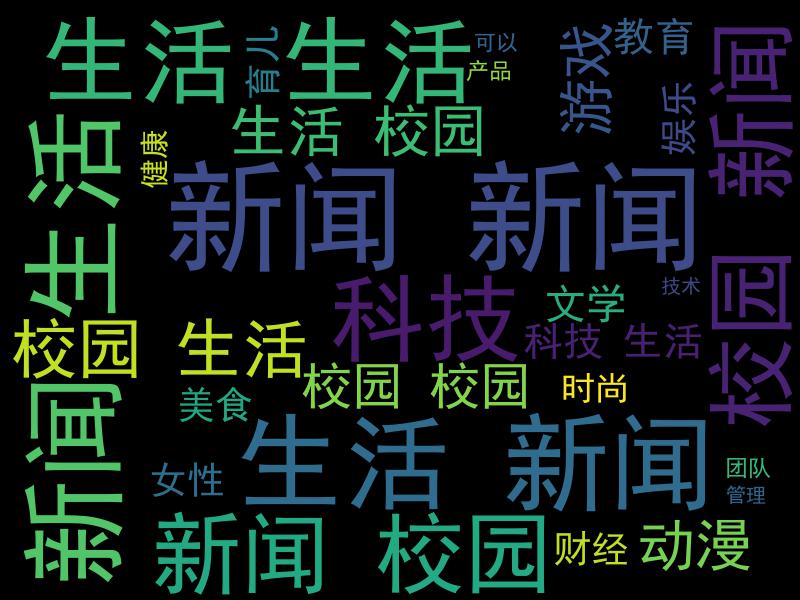 生活 育儿 生活 可以
产品
游戏 教育
新闻 校园
娱乐
生活 校园
健康
生活 新闻
新闻 新闻
科技 文学 技术
科技 生活
校园 生活
校园 校园 时尚
美食
生活 新闻
女性
团队
管理
新闻 校园 财经 动漫